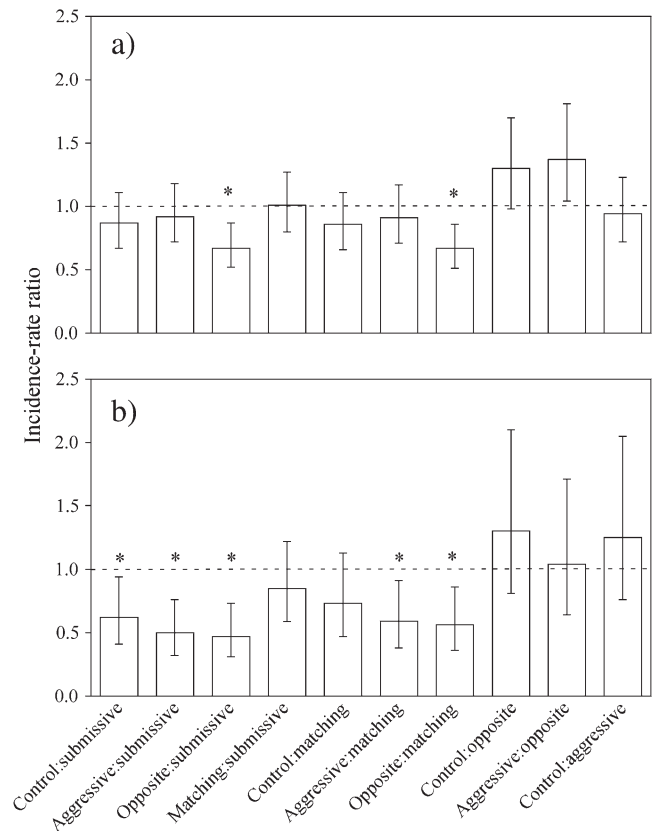 a)
2.5
2.0
1.5
1.0
0.5
0.0
*
*
Incidence-rate ratio
b)
2.5
2.0
1.5
1.0
0.5
0.0
*
*
*
*
*
Control:submissive
Aggressive:submissive
Opposite:submissive
Matching:submissive
Control:matching
Aggressive:matching
Opposite:matching
Control:opposite
Aggressive:opposite
Control:aggressive